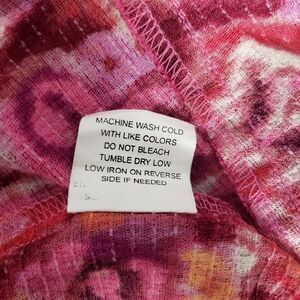 MACHINE WASH COLD
WITH LIKE COLORS
DO NOT BLEACH
TUMBLE DRY LOW
LOW IRON ON REVERSE
SIDE IF NEEDED